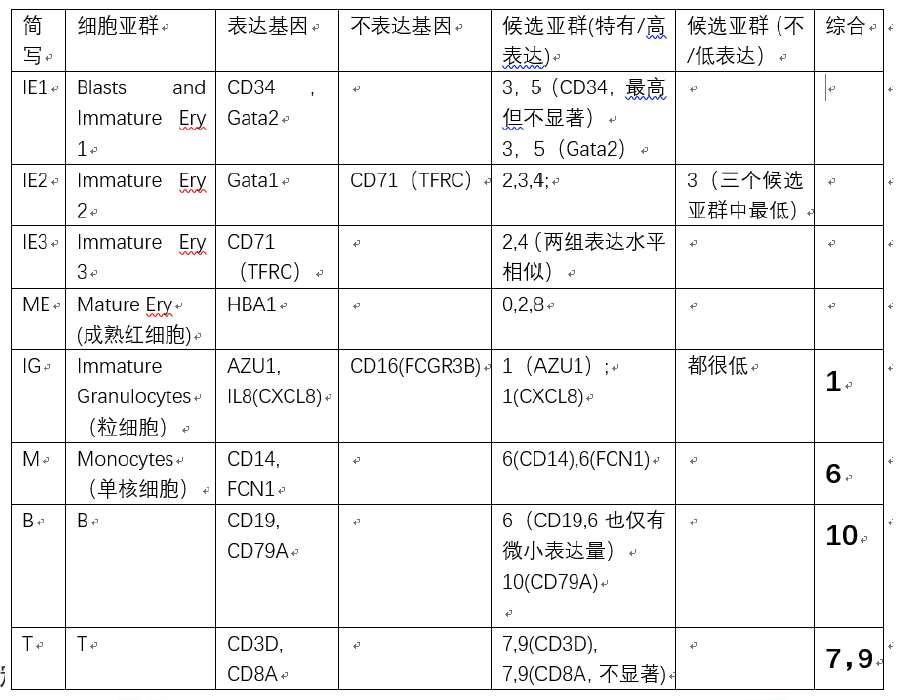 简写 细胞亚群 表达基因 不表达基因 候选亚群(特有/高表达) 候选亚群（不/低表达） 综合
IE1 Blasts and Immature Ery 1 CD34 , Gata2 3, 5（CD34, 最高但不显著） 3, 5（Gata2）
IE2 Immature Ery 2 Gata1 CD71（TFRC） 2,3,4; 3（三个候选亚群中最低）
IE3 Immature Ery 3 CD71（TFRC） 2,4（两组表达水平相似）
ME Mature Ery (成熟红细胞) HBA1 0,2,8
IG Immature Granulocytes（粒细胞） AZU1, IL8(CXCL8) CD16(FCGR3B) 1（AZU1）; 1(CXCL8) 都很低 1
M Monocytes（单核细胞） CD14, FCN1 6(CD14),6(FCN1) 6
B B CD19, CD79A 6（CD19,6 也仅有微小表达量） 10(CD79A) 10
T T CD3D, CD8A 7,9(CD3D), 7,9(CD8A, 不显著) 7,9